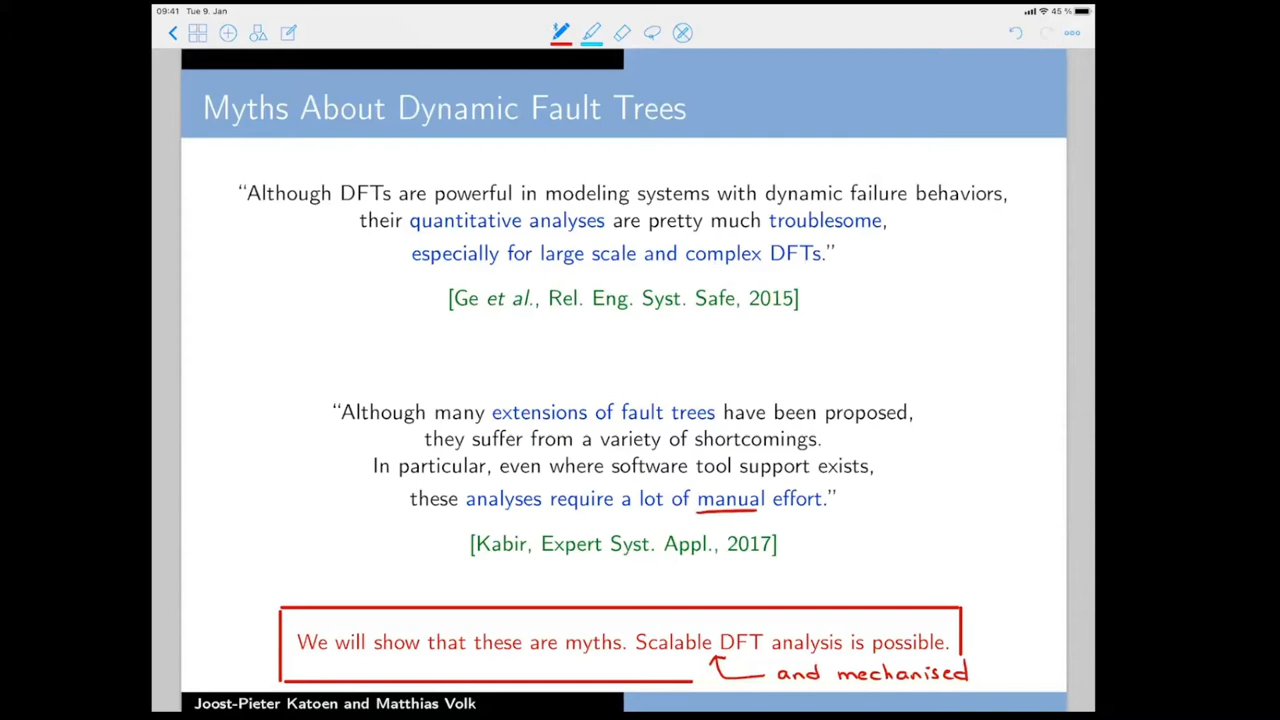 09:41 Tue 9. Jan 45 %
Myths About Dynamic Fault Trees
“Although DFTs are powerful in modeling systems with dynamic failure behaviors,
their quantitative analyses are pretty much troublesome,
especially for large scale and complex DFTs.”
[Ge et al., Rel. Eng. Syst. Safe, 2015]
“Although many extensions of fault trees have been proposed,
they suffer from a variety of shortcomings.
In particular, even where software tool support exists,
these analyses require a lot of manual effort.”
[Kabir, Expert Syst. Appl., 2017]
We will show that these are myths. Scalable DFT analysis is possible.
and mechanised
Joost-Pieter Katoen and Matthias Volk